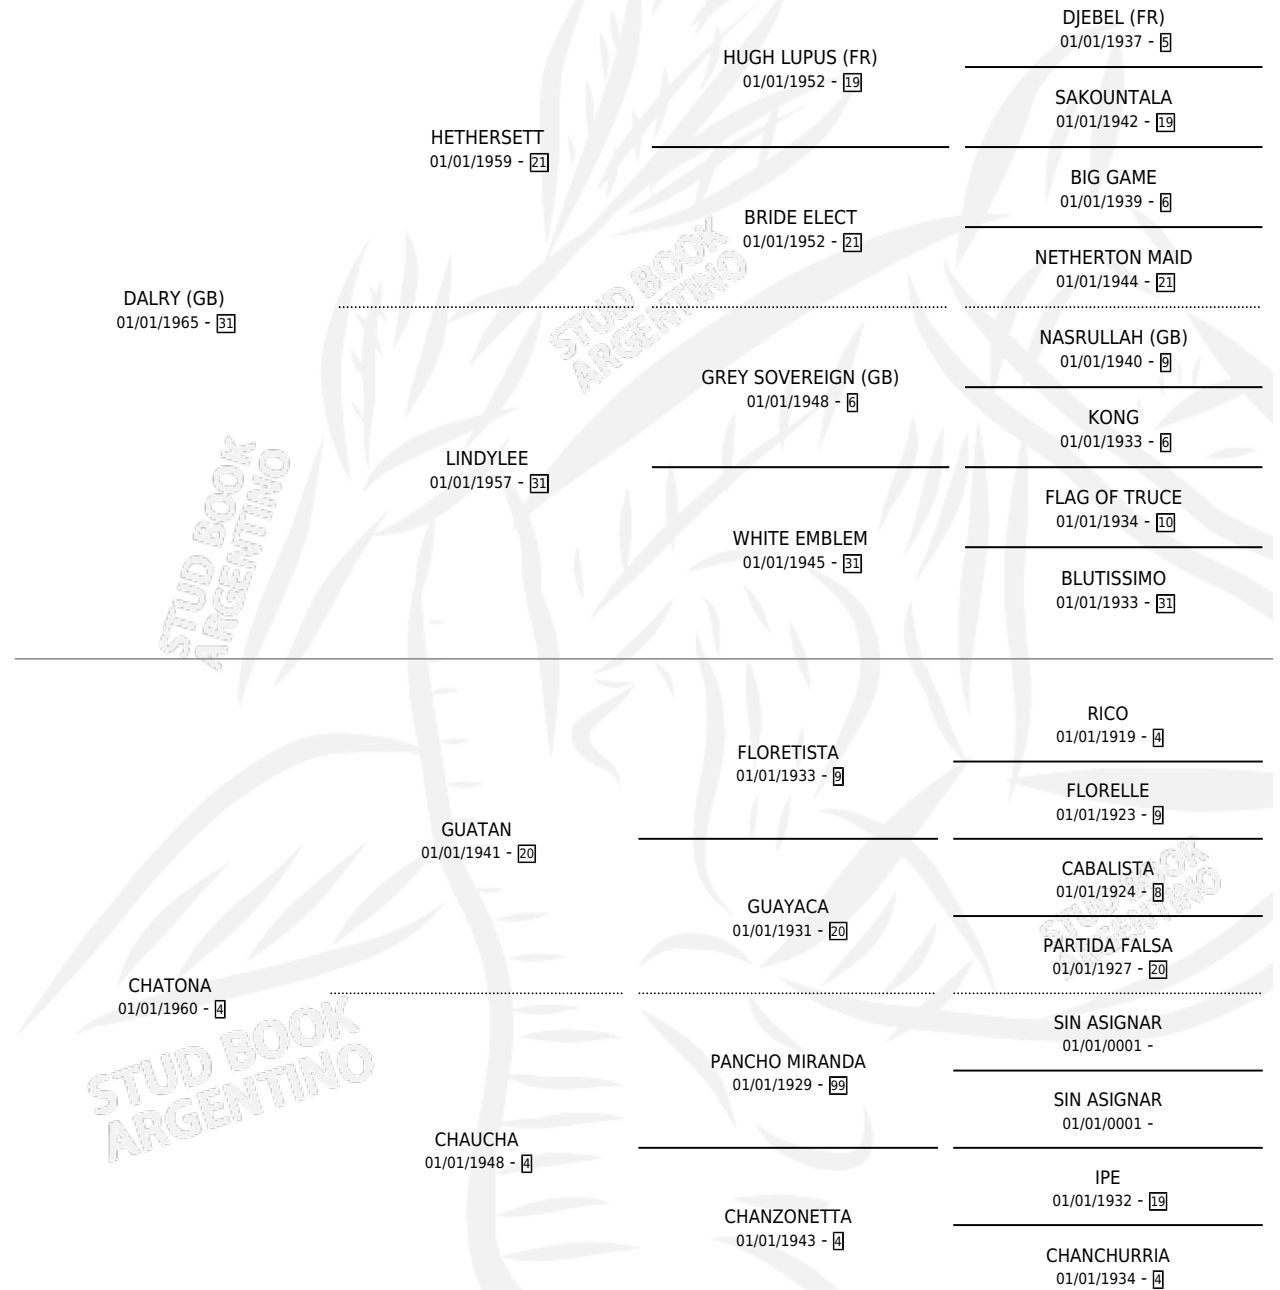 DALRY (GB)
01/01/1965 - 31
HETHERSETT
01/01/1959 - 21
LINDYLEE
01/01/1957 - 31
HUGH LUPUS (FR)
01/01/1952 - 19
BRIDE ELECT
01/01/1952 - 21
GREY SOVEREIGN (GB)
01/01/1948 - 6
WHITE EMBLEM
01/01/1945 - 31
DJEBEL (FR)
01/01/1937 - 5
SAKOUNTALA
01/01/1942 - 19
BIG GAME
01/01/1939 - 6
NETHERTON MAID
01/01/1944 - 21
NASRULLAH (GB)
01/01/1940 - 9
KONG
01/01/1933 - 6
FLAG OF TRUCE
01/01/1934 - 10
BLUTISSIMO
01/01/1933 - 31
CHATONA
01/01/1960 - 4
GUATAN
01/01/1941 - 20
CHAUCHA
01/01/1948 - 4
FLORETISTA
01/01/1933 - 9
GUAYACA
01/01/1931 - 20
PANCHO MIRANDA
01/01/1929 - 99
CHANZONETTA
01/01/1943 - 4
RICO
01/01/1919 - 4
FLORELLE
01/01/1923 - 9
CABALISTA
01/01/1924 - 8
PARTIDA FALSA
01/01/1927 - 20
SIN ASIGNAR
01/01/0001 -
SIN ASIGNAR
01/01/0001 -
IPE
01/01/1932 - 19
CHANCHURRIA
01/01/1934 - 4
STUD BOOK
ARGENTINO
STUD BOOK
ARGENTINO
STUD BOOK
ARGENTINO
STUD BOOK
ARGENTINO